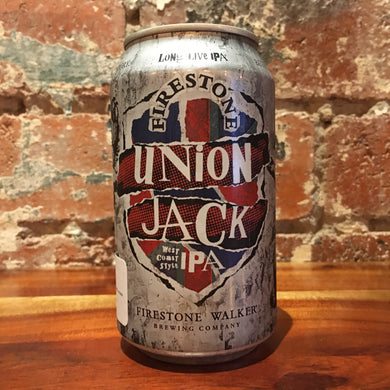 LONG LIVE IPA
FIRESTONE
UNiON
JACK
West
Coast
Style
IPA
FIRESTONE WALKER
BREWING COMPANY